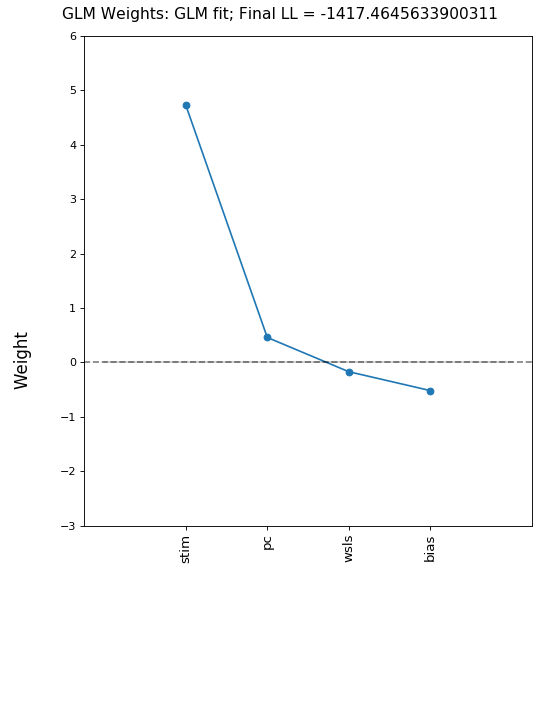 GLM Weights: GLM fit; Final LL = -1417.4645633900311
6
5
4
3
2
1
0
−1
−2
−3
Weight
stim
pc
wsls
bias